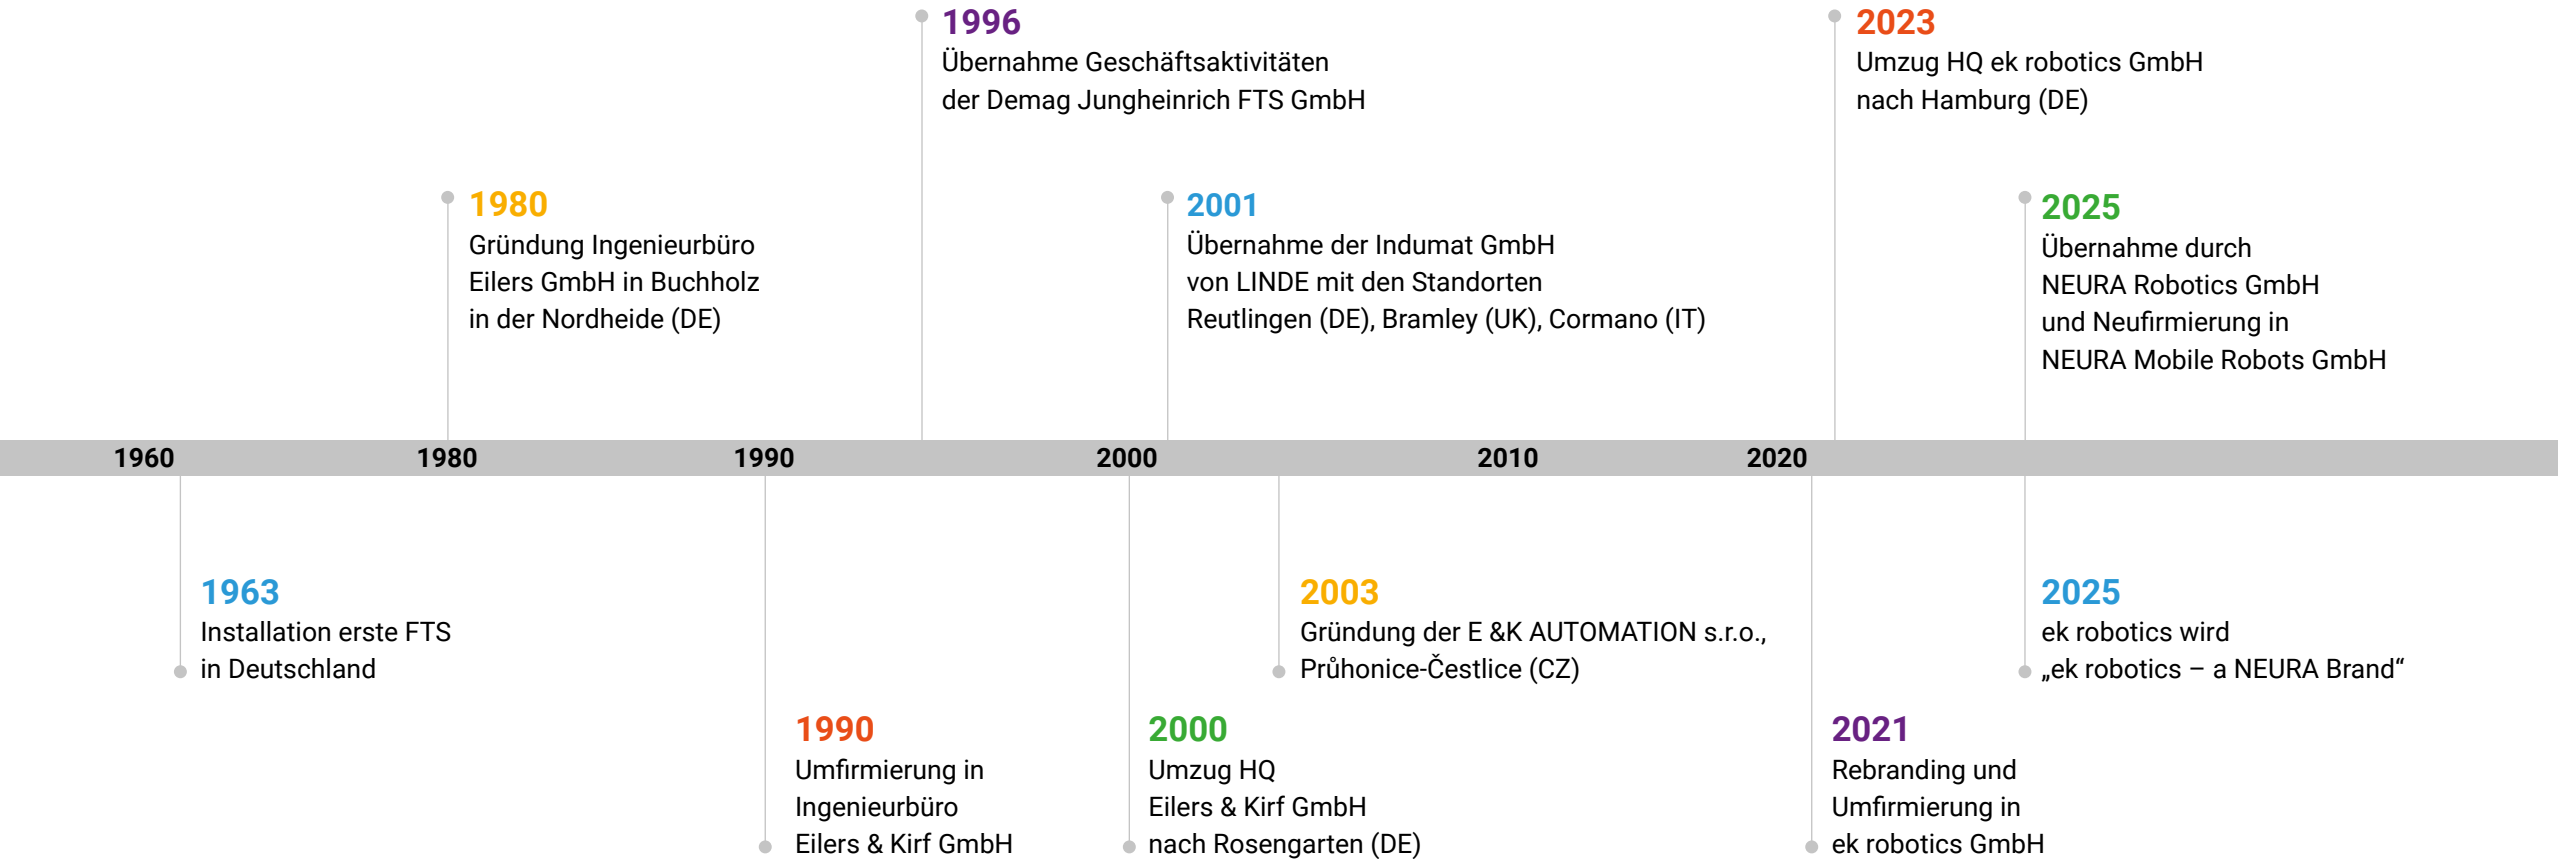 1996
Übernahme Geschäftsaktivitäten
der Demag Jungheinrich FTS GmbH
2023
Umzug HQ ek robotics GmbH
nach Hamburg (DE)
1980
Gründung Ingenieurbüro
Eilers GmbH in Buchholz
in der Nordheide (DE)
2001
Übernahme der Indumat GmbH
von LINDE mit den Standorten
Reutlingen (DE), Bramley (UK), Cormano (IT)
2025
Übernahme durch
NEURA Robotics GmbH
und Neufirmierung in
NEURA Mobile Robots GmbH
1960 1980 1990 2000 2010 2020
1963
Installation erste FTS
in Deutschland
2003
Gründung der E &K AUTOMATION s.r.o.,
Průhonice-Čestlice (CZ)
2025
ek robotics wird
„ek robotics – a NEURA Brand“
1990
Umfirmierung in
Ingenieurbüro
Eilers & Kirf GmbH
2000
Umzug HQ
Eilers & Kirf GmbH
nach Rosengarten (DE)
2021
Rebranding und
Umfirmierung in
ek robotics GmbH